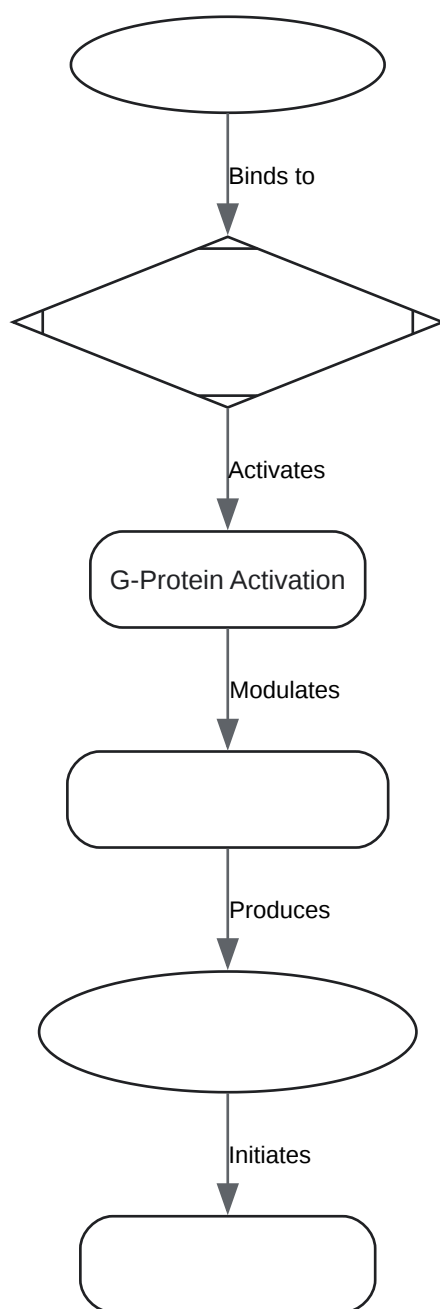 Binds to
Activates
G-Protein Activation
Modulates
Produces
Initiates